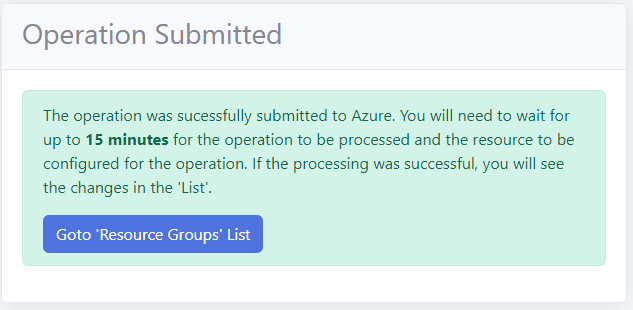 Operation Submitted
The operation was sucessfully submitted to Azure. You will need to wait for
up to 15 minutes for the operation to be processed and the resource to be
configured for the operation. If the processing was successful, you will see
the changes in the 'List'.
Goto 'Resource Groups' List